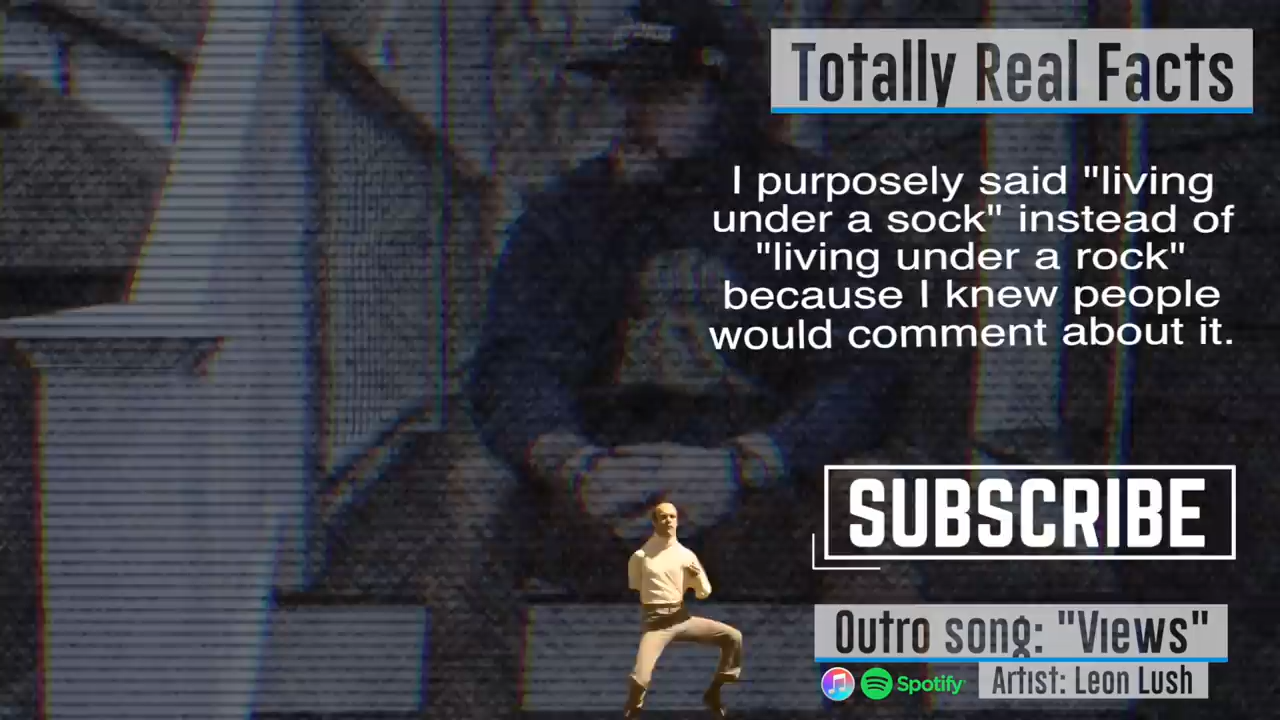 Totally Real Facts
I purposely said "living
under a sock" instead of
"living under a rock"
because I knew people
would comment about it.
SUBSCRIBE
Outro song: "Views"
Spotify
Artist: Leon Lush